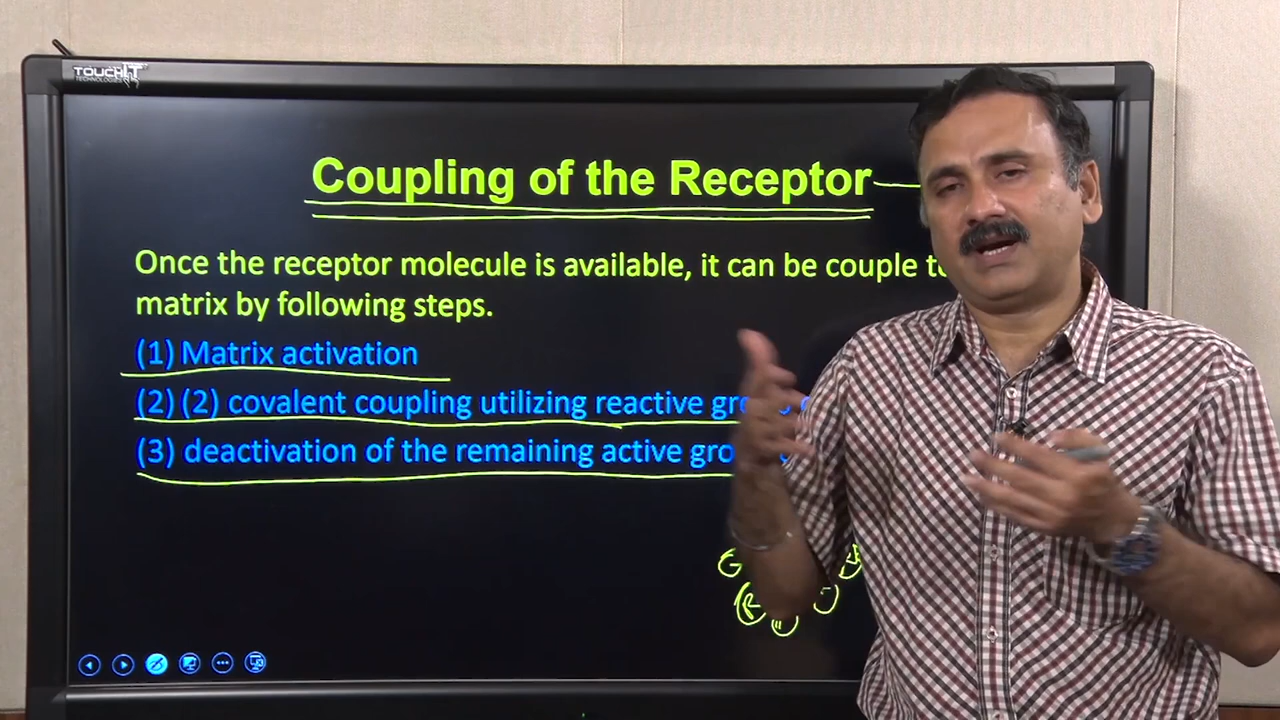 TOUCHIT
TECHNOLOGIES
Coupling of the Receptor
Once the receptor molecule is available, it can be couple
matrix by following steps.
(1) Matrix activation
(2) (2) covalent coupling utilizing reactive
(3) deactivation of the remaining active
R